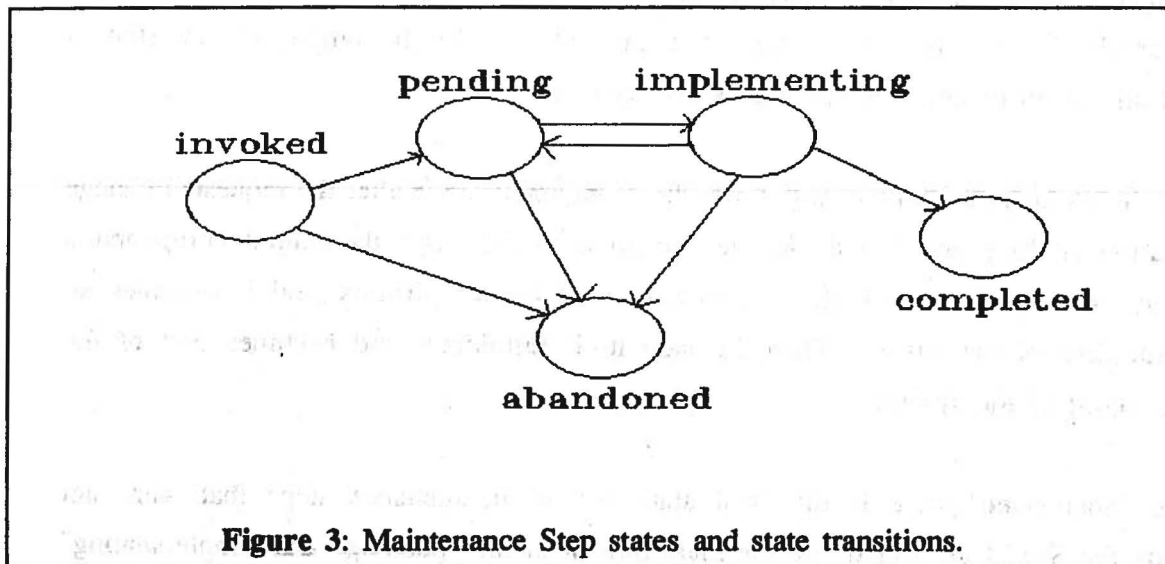 pending
implementing
invoked
completed
abandoned
Figure 3: Maintenance Step states and state transitions.